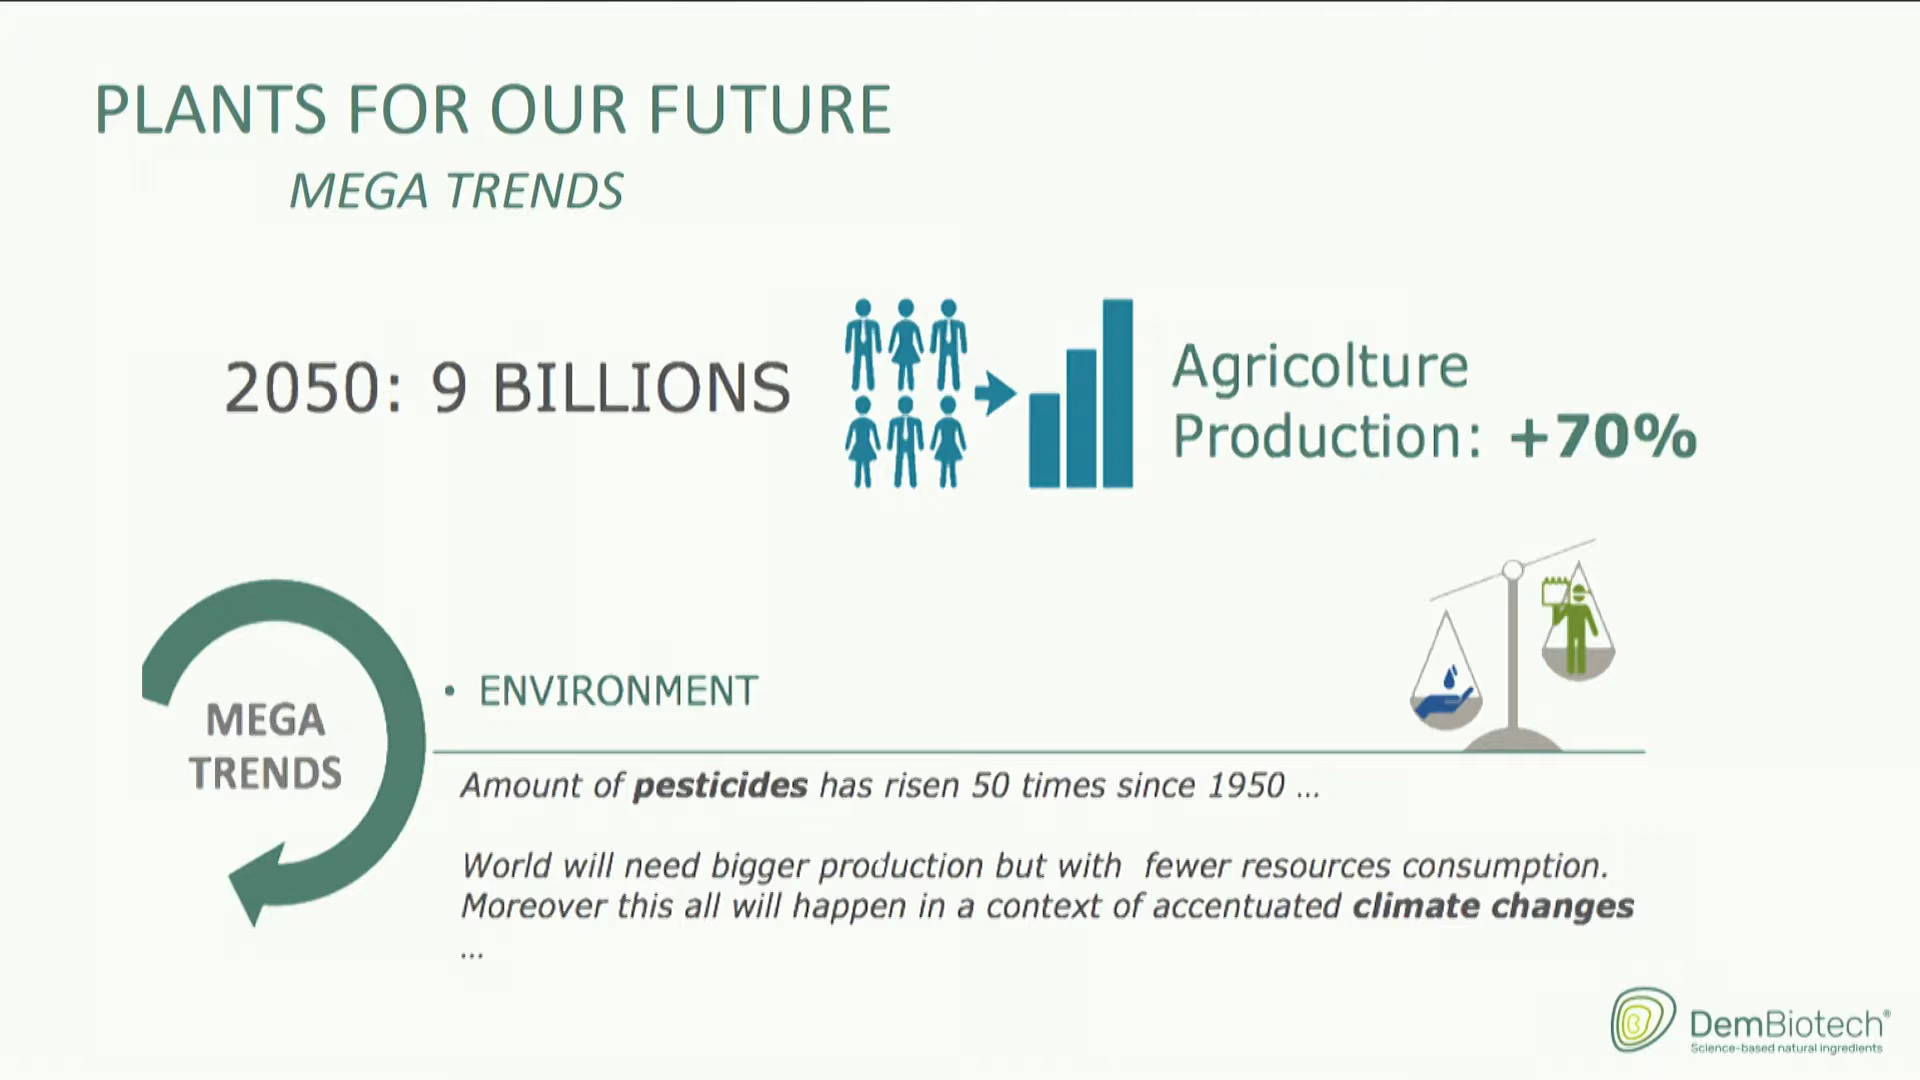 PLANTS FOR OUR FUTURE
MEGA TRENDS
2050: 9 BILLIONS
Agricolture
Production: +70%
MEGA
TRENDS
• ENVIRONMENT
Amount of pesticides has risen 50 times since 1950 ...
World will need bigger production but with fewer resources consumption.
Moreover this all will happen in a context of accentuated climate changes
...
DemBiotech®
Science-based natural ingredients